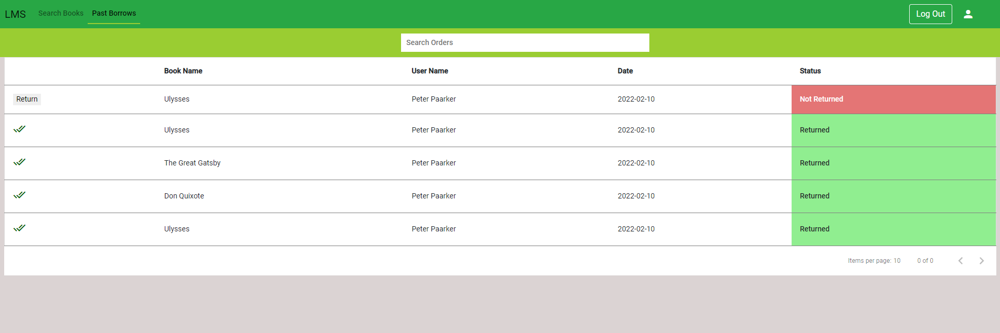 LMS Search Books Past Borrows Log Out
Search Orders
Book Name User Name Date Status
Return Ulysses Peter Paarker 2022-02-10 Not Returned
Ulysses Peter Paarker 2022-02-10 Returned
The Great Gatsby Peter Paarker 2022-02-10 Returned
Don Quixote Peter Paarker 2022-02-10 Returned
Ulysses Peter Paarker 2022-02-10 Returned
Items per page: 10 0 of 0